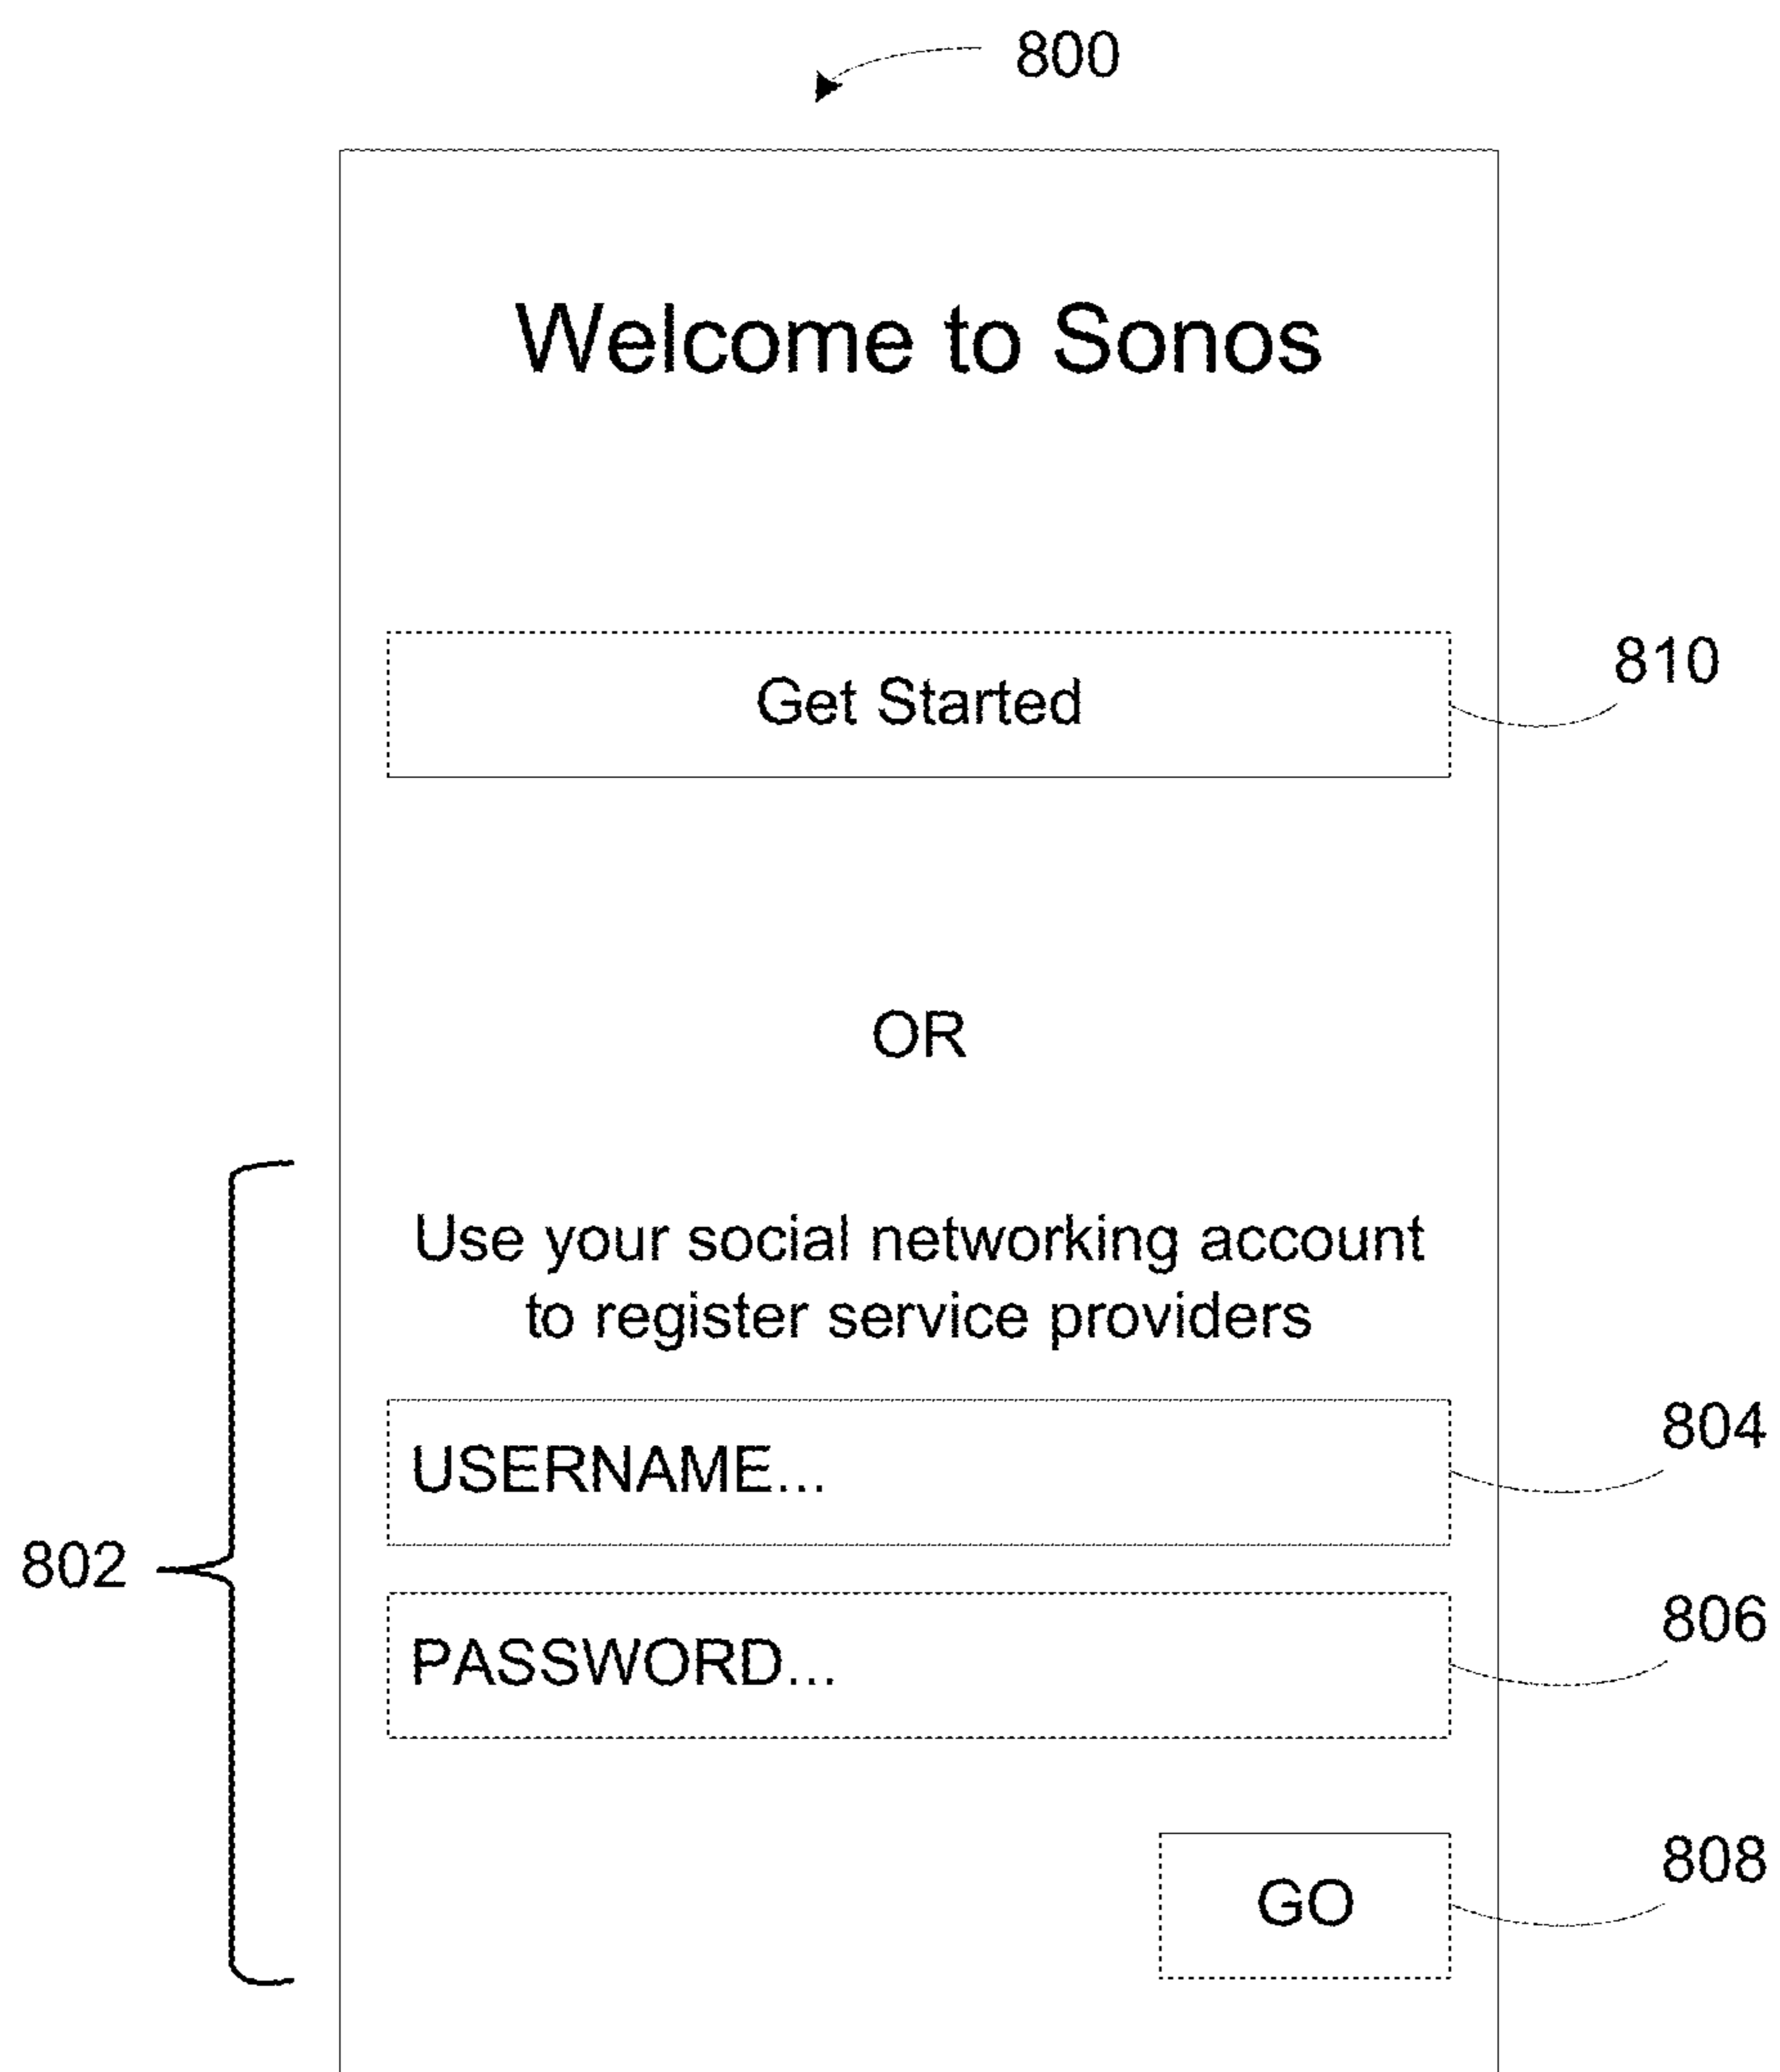 800
Welcome to Sonos
Get Started
810
OR
Use your social networking account
to register service providers
USERNAME...
804
802
PASSWORD...
806
GO
808